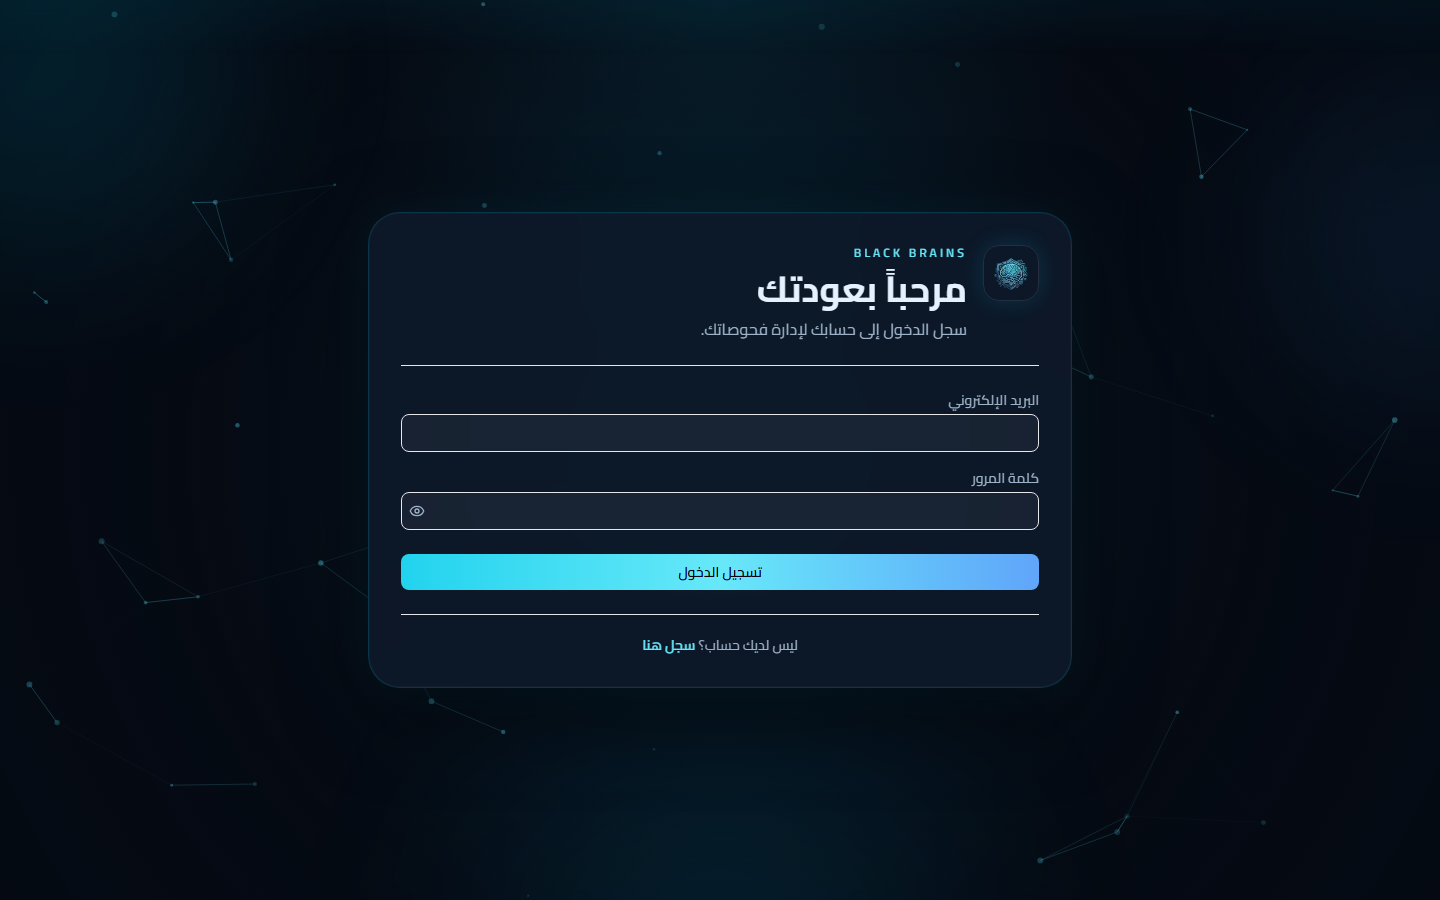 BLACK BRAINS
مرحباً بعودتك
سجل الدخول إلى حسابك لإدارة فحوصاتك.
البريد الإلكتروني
كلمة المرور
تسجيل الدخول
ليس لديك حساب؟ سجل هنا